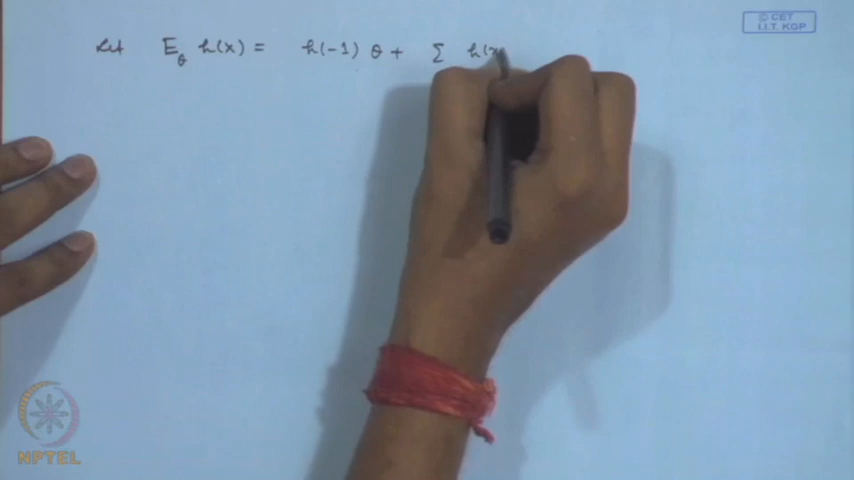 © CET
I.I.T. KGP
Let E_θ h(x) = h(-1) θ + Σ h(x
NPTEL